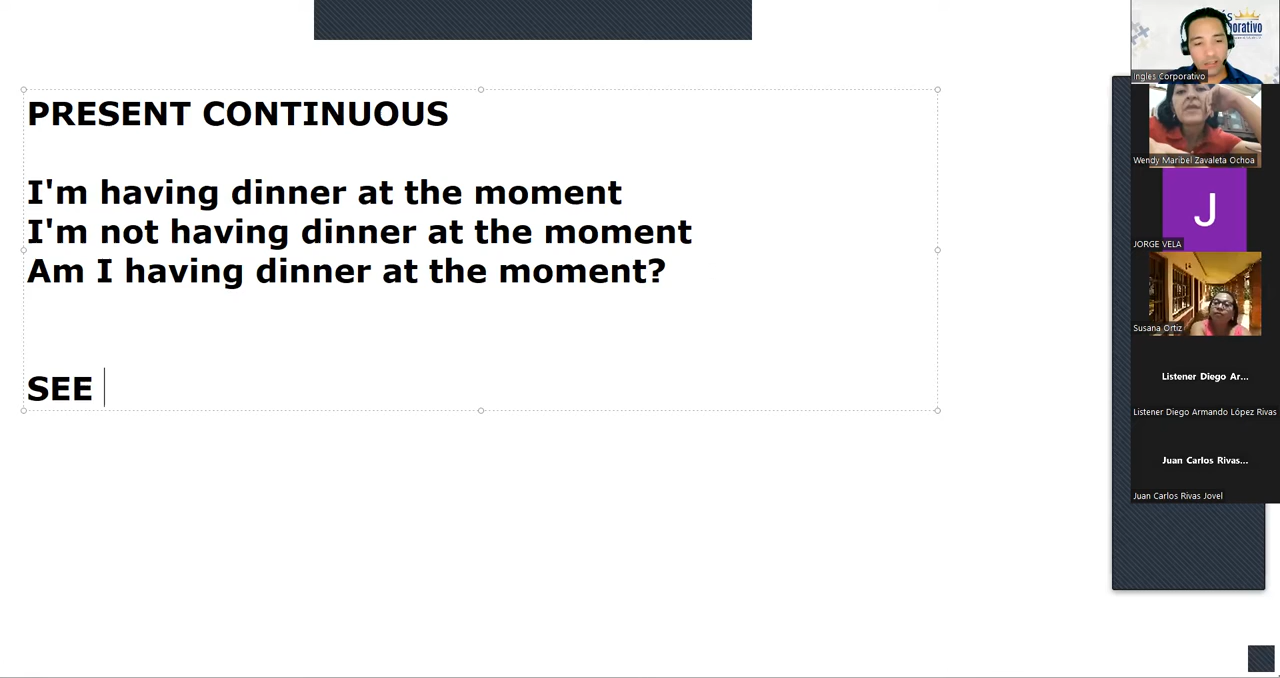 PRESENT CONTINUOUS
I'm having dinner at the moment
I'm not having dinner at the moment
Am I having dinner at the moment?
SEE
Ingles Corporativo
Wendy Maribel Zavaleta Ochoa
J
JORGE VELA
Susana Ortiz
Listener Diego Ar...
Listener Diego Armando López Rivas
Juan Carlos Rivas...
Juan Carlos Rivas Jovel